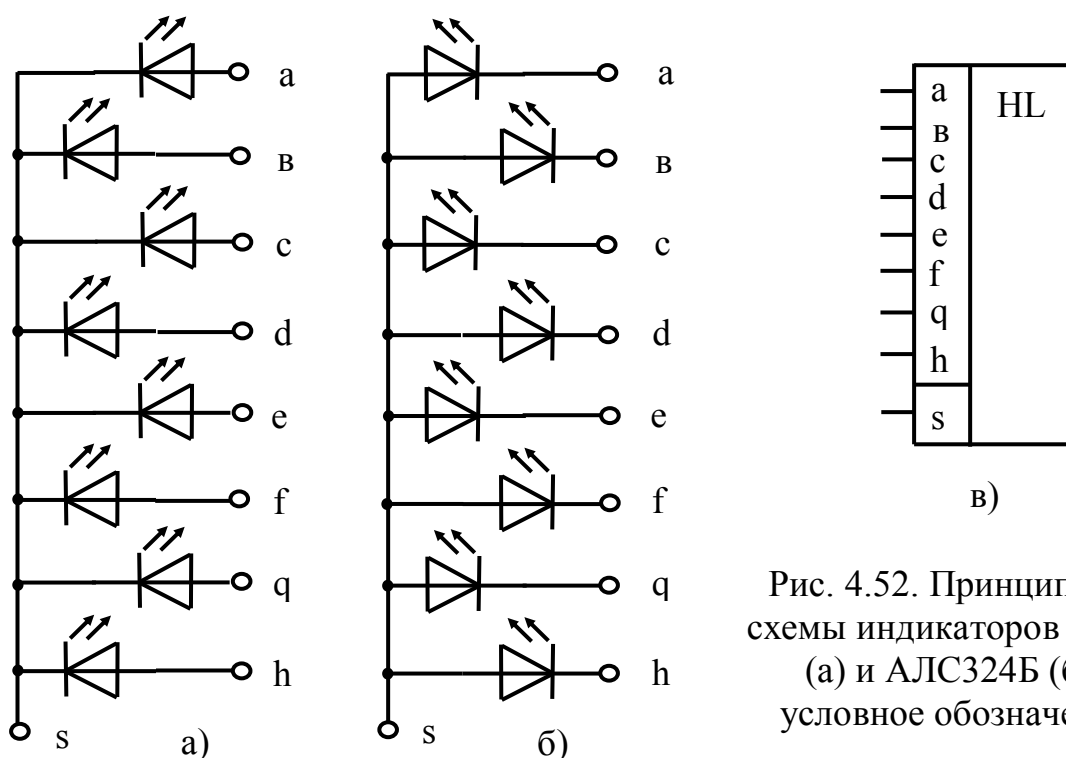 a
в
c
d
e
f
q
h
s
а)
a
в
c
d
e
f
q
h
s
б)
a
HL
в
c
d
e
f
q
h
s
в)
Рис. 4.52. Принцип
схемы индикаторов
(а) и АЛС324Б (б
условное обозначе